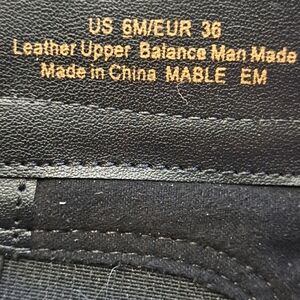 US 6M/EUR 36
Leather Upper Balance Man Made
Made in China MABLE EM